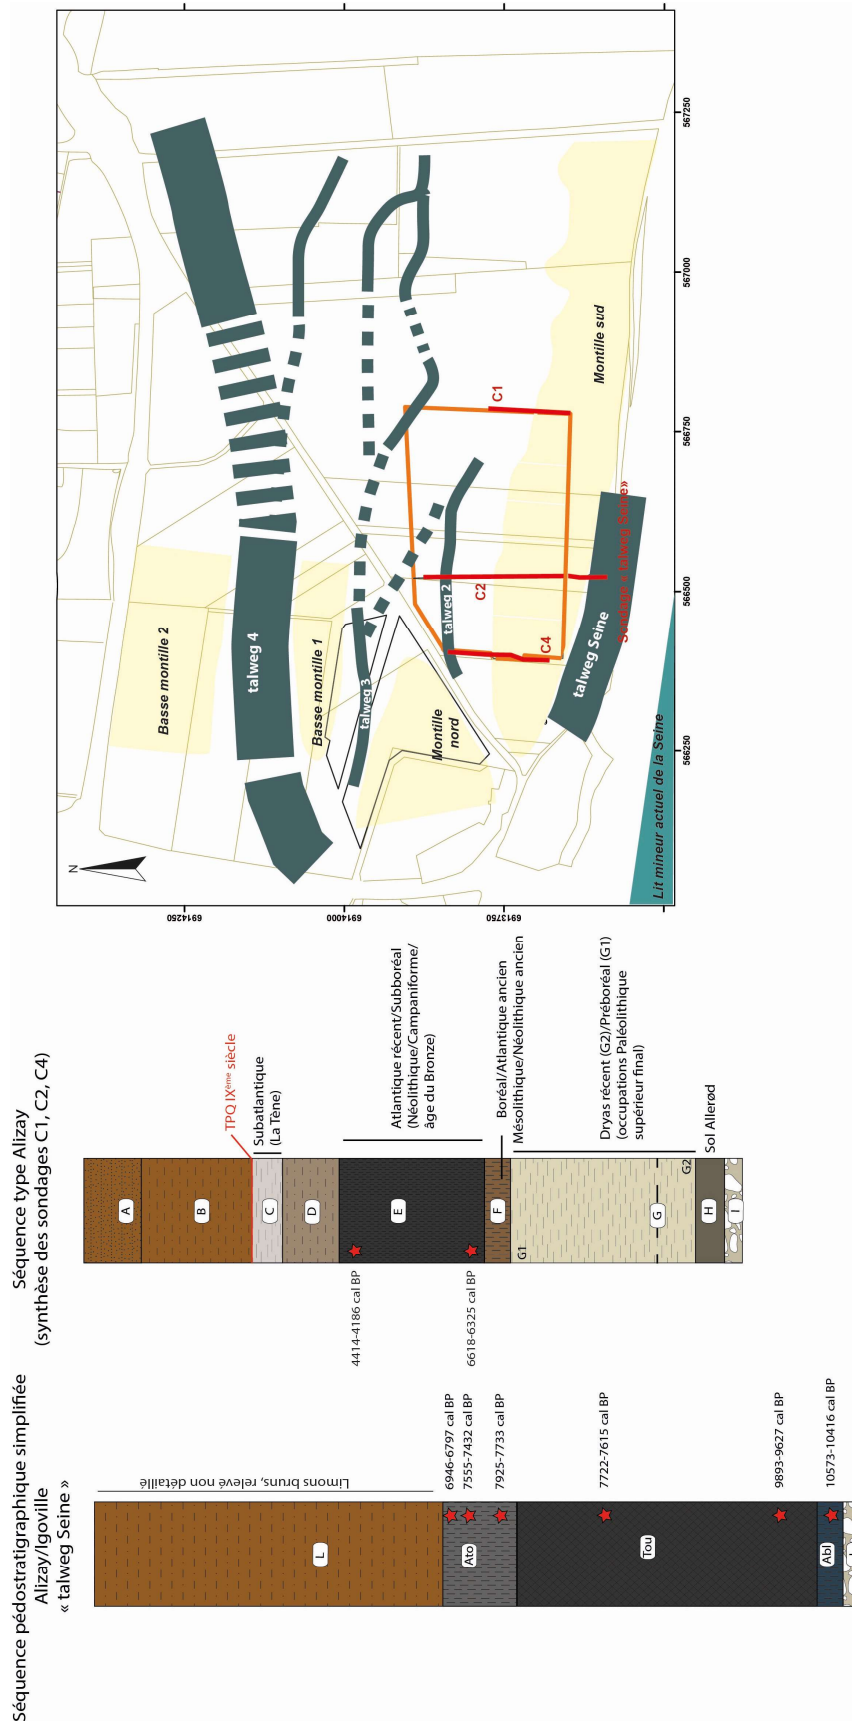 Séquence pédostratigraphique simplifiée
Alizay/Igoville
« talweg Seine »
L
Limons bruns, relevé non détaillé
Ato
6946-6797 cal BP
7555-7432 cal BP
7925-7733 cal BP
Tou
7722-7615 cal BP
9893-9627 cal BP
Abl
10573-10416 cal BP
I
Séquence type Alizay
(synthèse des sondages C1, C2, C4)
A
B
TPQ IXème siècle
C
Subatlantique
(La Tène)
D
E
4414-4186 cal BP
6618-6325 cal BP
Atlantique récent/Subboréal
(Néolithique/Campaniforme/
âge du Bronze)
F
Boréal/Atlantique ancien
Mésolithique/Néolithique ancien
G1
G
G2
Dryas récent (G2)/Préboréal (G1)
(occupations Paléolithique
supérieur final)
H
Sol Allerød
I
N
Basse montille 2
talweg 4
Basse montille 1
talweg 3
Montille
nord
talweg 2
C1
C2
C4
Montille sud
talweg Seine
Sondage « talweg Seine»
Lit mineur actuel de la Seine
6914250
6914000
6913750
566250
566500
566750
567000
567250